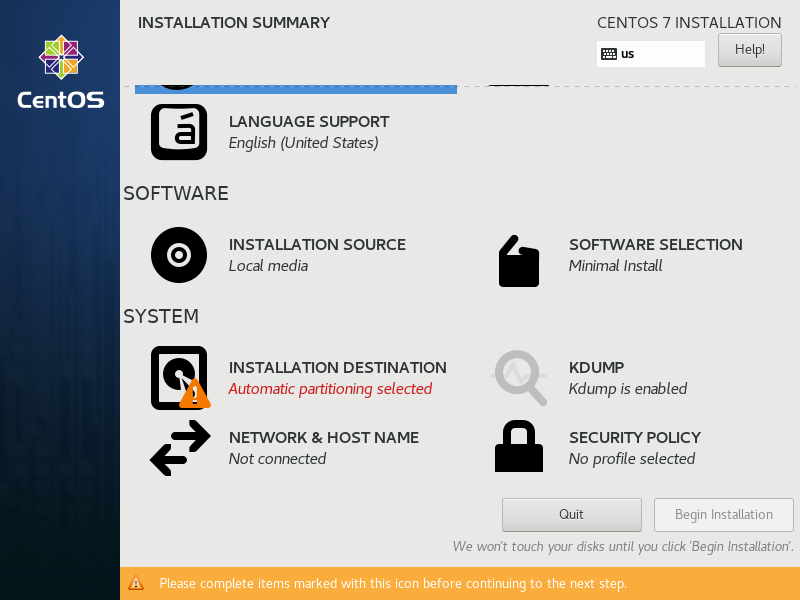 INSTALLATION SUMMARY
CENTOS 7 INSTALLATION
us
Help!
CentOS
LANGUAGE SUPPORT
English (United States)
SOFTWARE
INSTALLATION SOURCE
Local media
SOFTWARE SELECTION
Minimal Install
SYSTEM
INSTALLATION DESTINATION
Automatic partitioning selected
KDUMP
Kdump is enabled
NETWORK & HOST NAME
Not connected
SECURITY POLICY
No profile selected
Quit
Begin Installation
We won't touch your disks until you click 'Begin Installation'.
Please complete items marked with this icon before continuing to the next step.